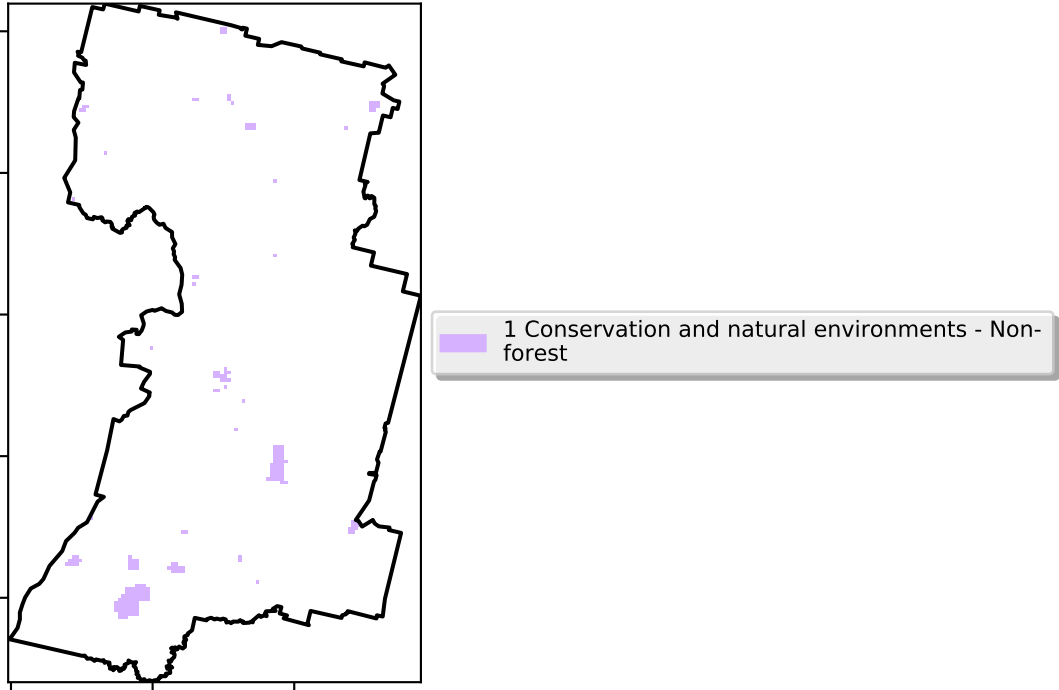 1 Conservation and natural environments - Non-
forest